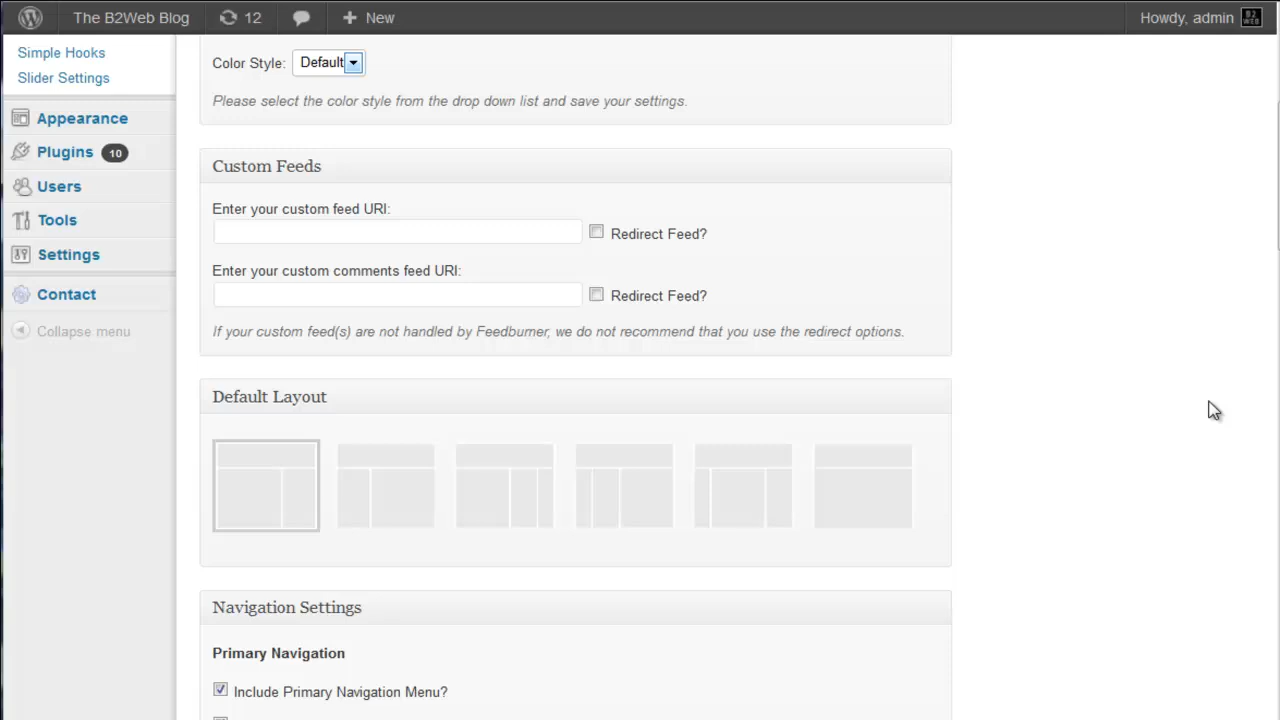 The B2Web Blog 12 New Howdy, admin B2 WEB
Simple Hooks
Slider Settings
Appearance
Plugins 10
Users
Tools
Settings
Contact
Collapse menu
Color Style: Default
Please select the color style from the drop down list and save your settings.
Custom Feeds
Enter your custom feed URI:
Redirect Feed?
Enter your custom comments feed URI:
Redirect Feed?
If your custom feed(s) are not handled by Feedburner, we do not recommend that you use the redirect options.
Default Layout
Navigation Settings
Primary Navigation
Include Primary Navigation Menu?